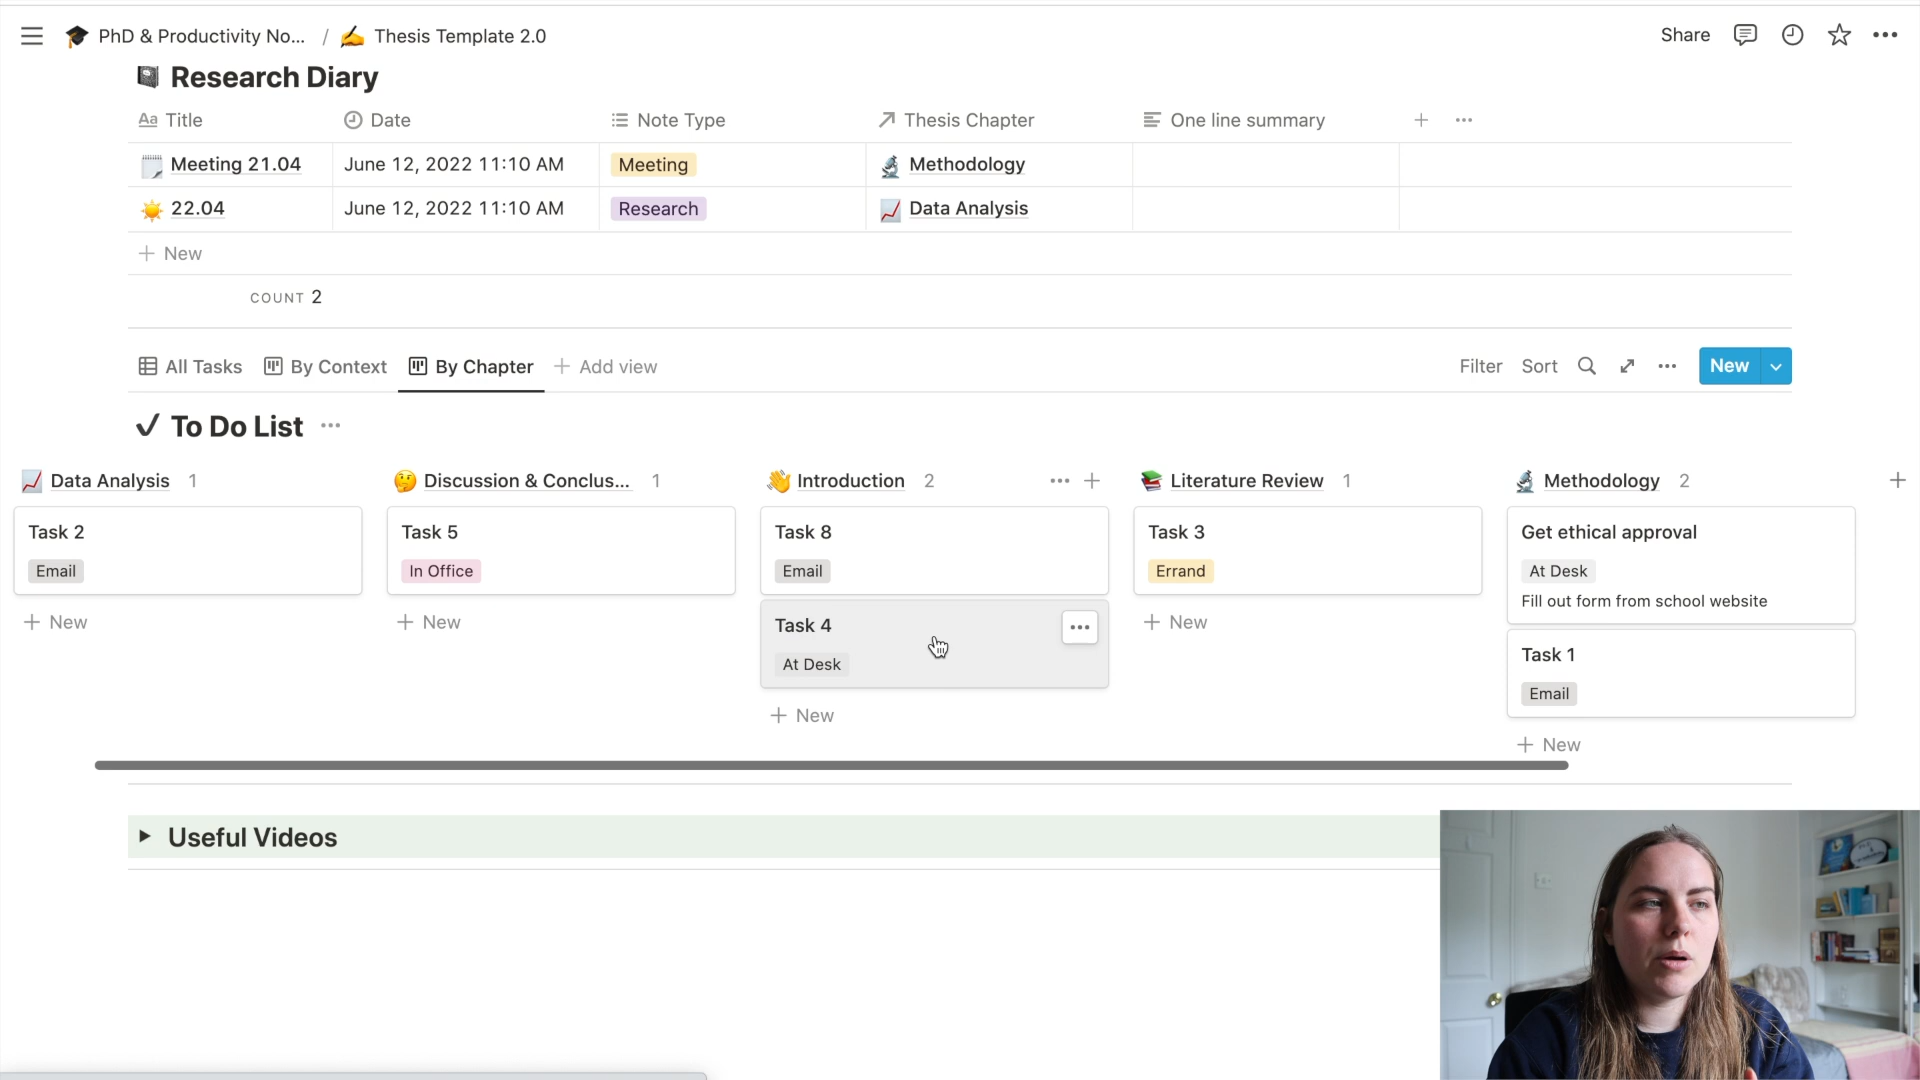 PhD & Productivity No... / Thesis Template 2.0 Share
Research Diary
Aa Title Date Note Type Thesis Chapter One line summary
Meeting 21.04 June 12, 2022 11:10 AM Meeting Methodology
22.04 June 12, 2022 11:10 AM Research Data Analysis
New
COUNT 2
All Tasks By Context By Chapter Add view Filter Sort New
To Do List
Data Analysis 1 Discussion & Conclus... 1 Introduction 2 Literature Review 1 Methodology 2
Task 2 Task 5 Task 8 Task 3 Get ethical approval
Email In Office Email Errand At Desk
Fill out form from school website
New New Task 4 New
At Desk Task 1
Email
New
New
Useful Videos